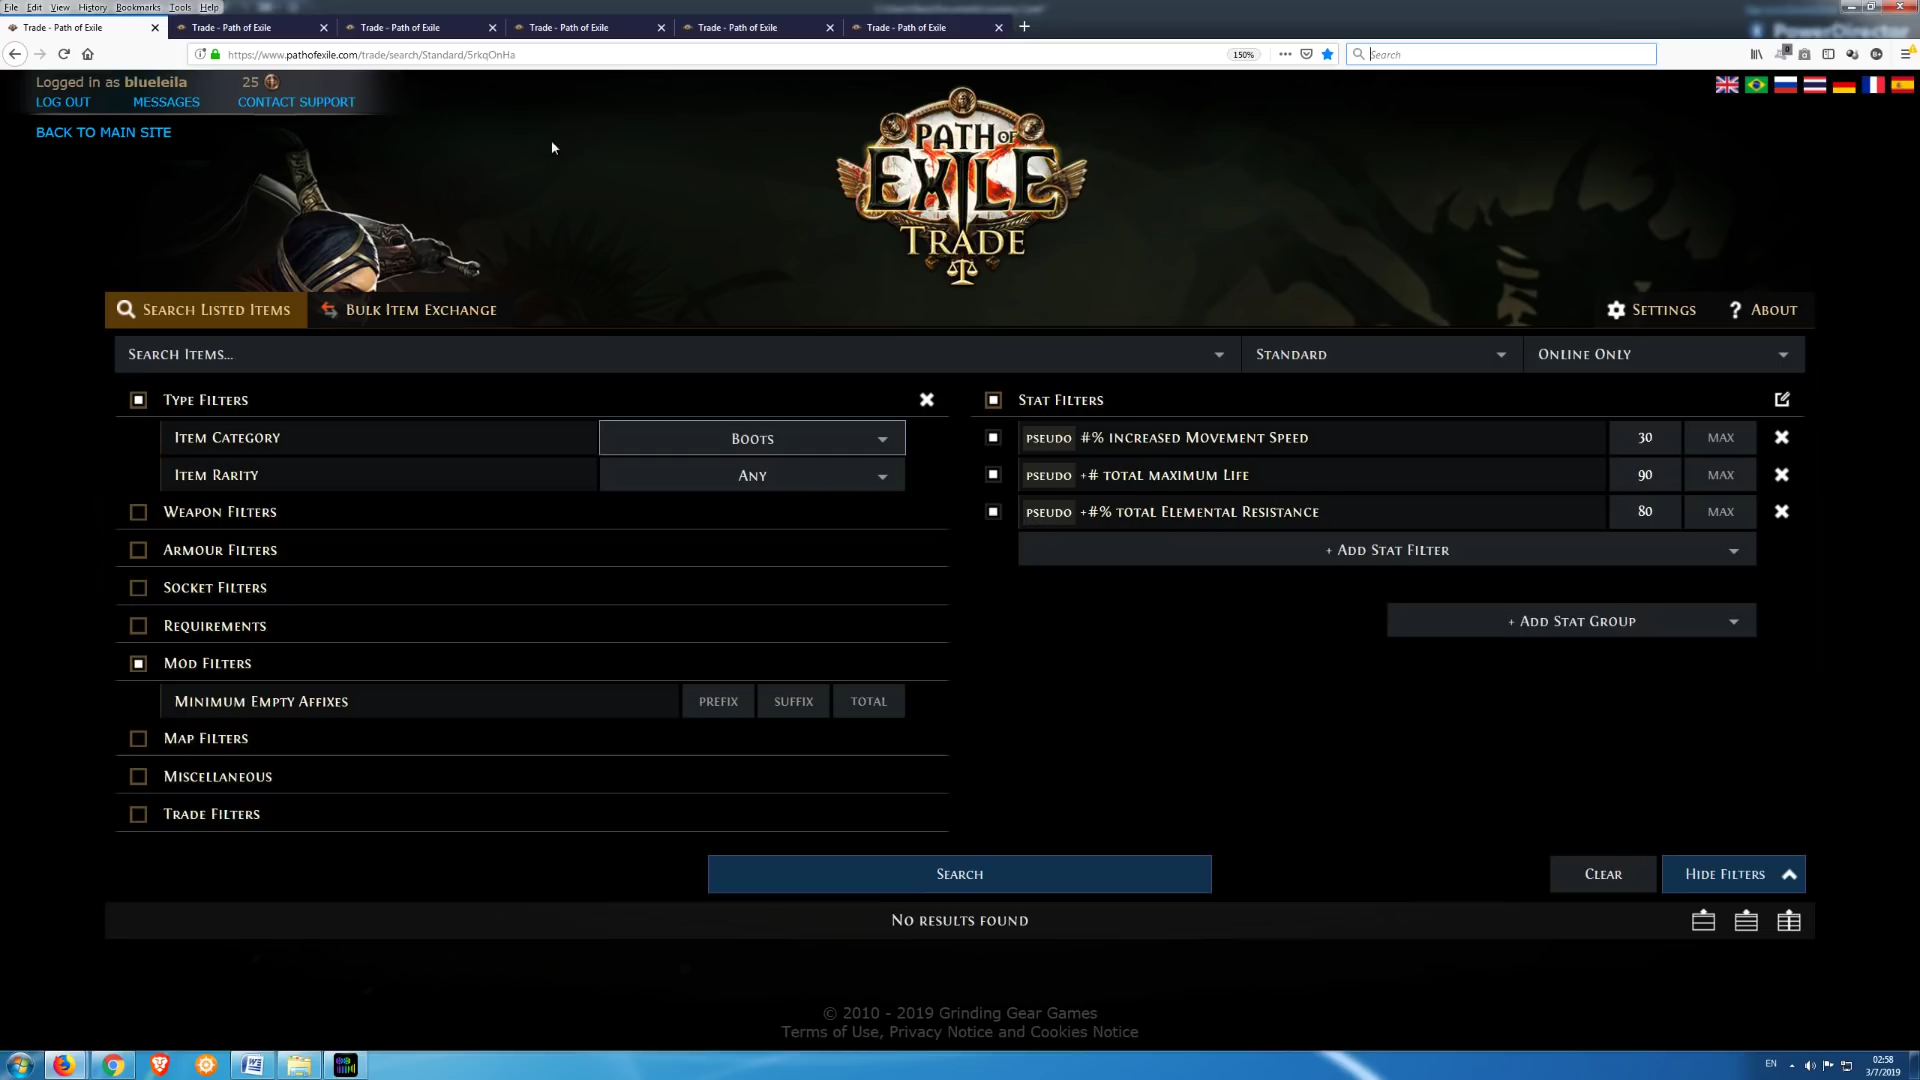 File Edit View History Bookmarks Tools Help
Trade - Path of Exile Trade - Path of Exile Trade - Path of Exile Trade - Path of Exile Trade - Path of Exile Trade - Path of Exile
PowerDirector
https://www.pathofexile.com/trade/search/Standard/5rkqOnHa 150% Search
Logged in as blueleila 25
LOG OUT MESSAGES CONTACT SUPPORT
BACK TO MAIN SITE
PATH OF
EXILE
TRADE
Search Listed Items Bulk Item Exchange Settings ? About
Search Items... Standard Online Only
Type Filters
Item Category Boots
Item Rarity Any
Weapon Filters
Armour Filters
Socket Filters
Requirements
Mod Filters
Minimum Empty Affixes PREFIX SUFFIX TOTAL
Map Filters
Miscellaneous
Trade Filters
Stat Filters
PSEUDO #% increased Movement Speed 30 MAX
PSEUDO +# total maximum Life 90 MAX
PSEUDO +#% total Elemental Resistance 80 MAX
+ Add Stat Filter
+ Add Stat Group
Search Clear Hide Filters
No results found
© 2010 - 2019 Grinding Gear Games
Terms of Use, Privacy Notice and Cookies Notice
EN 02:58
3/7/2019